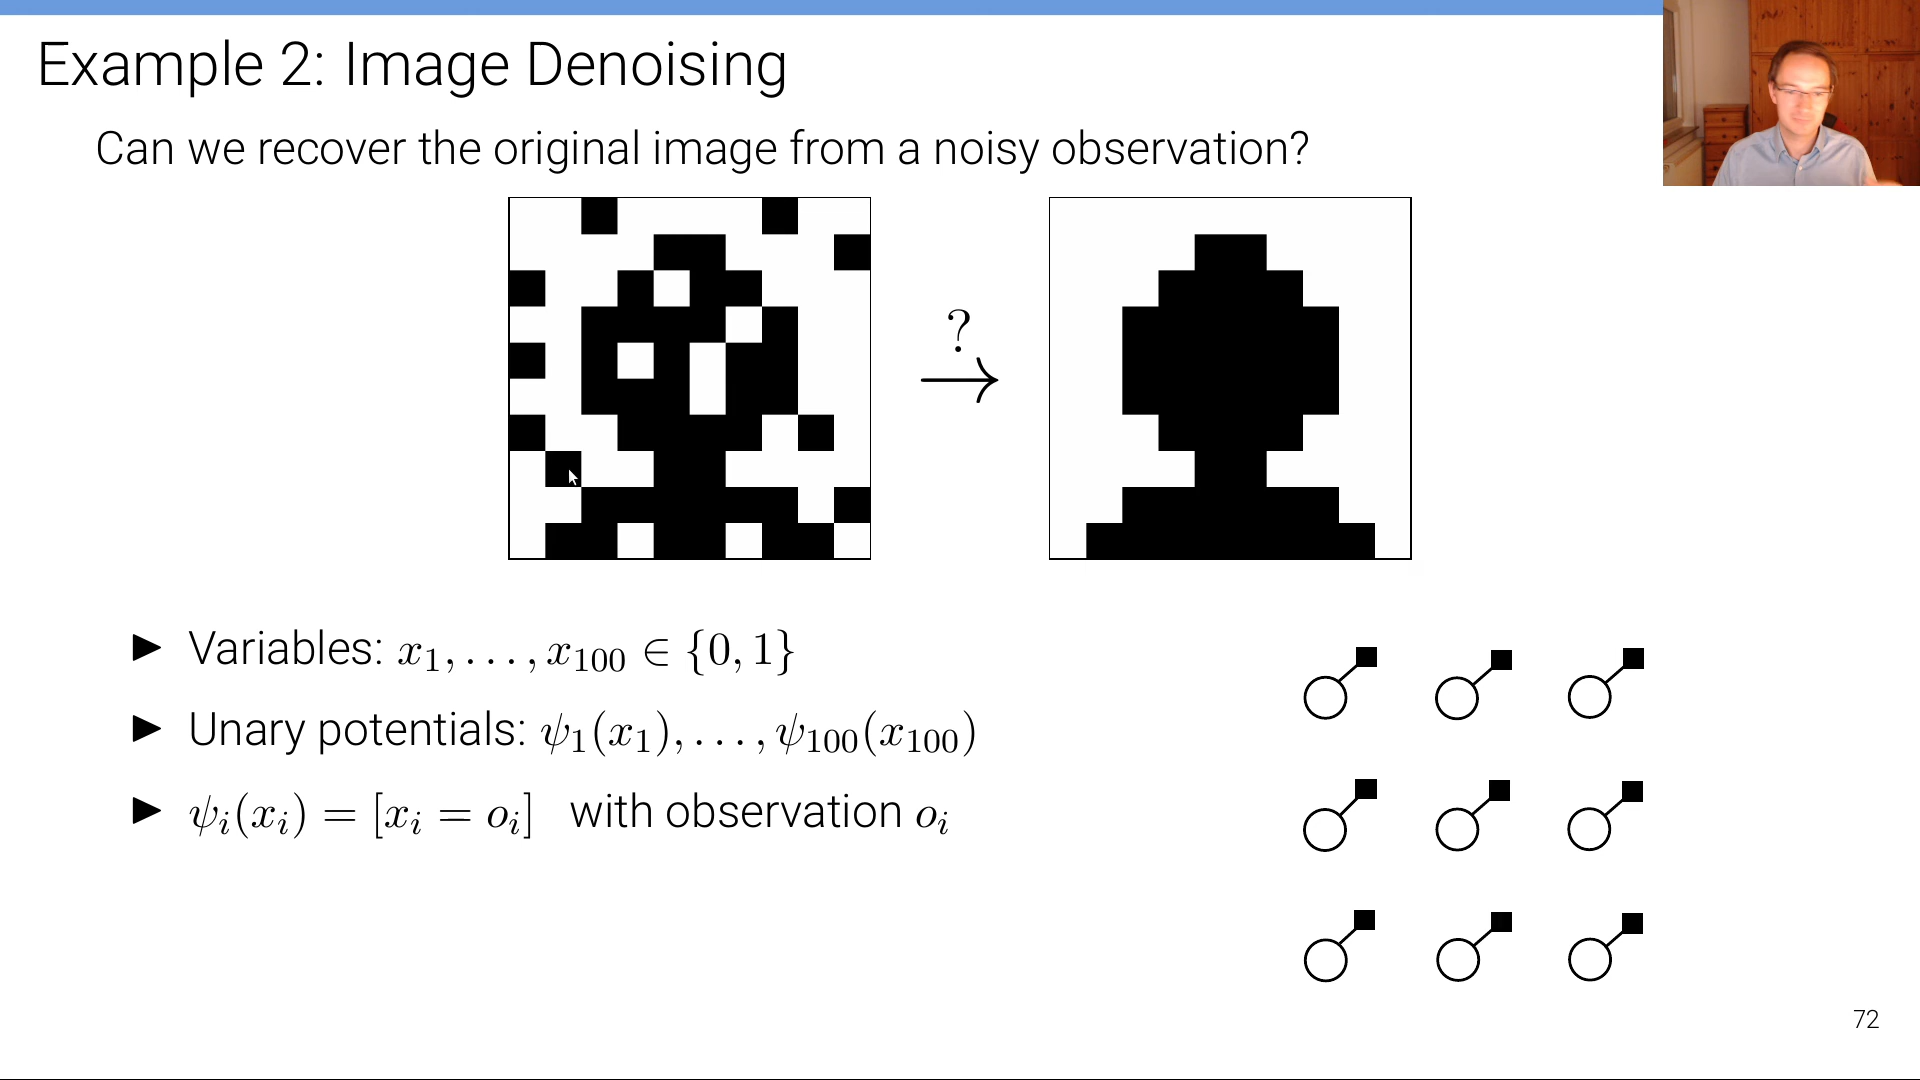 Example 2: Image Denoising
Can we recover the original image from a noisy observation?
?
► Variables: x₁, . . . , x₁₀₀ ∈ {0, 1}
► Unary potentials: ψ₁(x₁), . . . , ψ₁₀₀(x₁₀₀)
► ψᵢ(xᵢ) = [xᵢ = oᵢ] with observation oᵢ
72